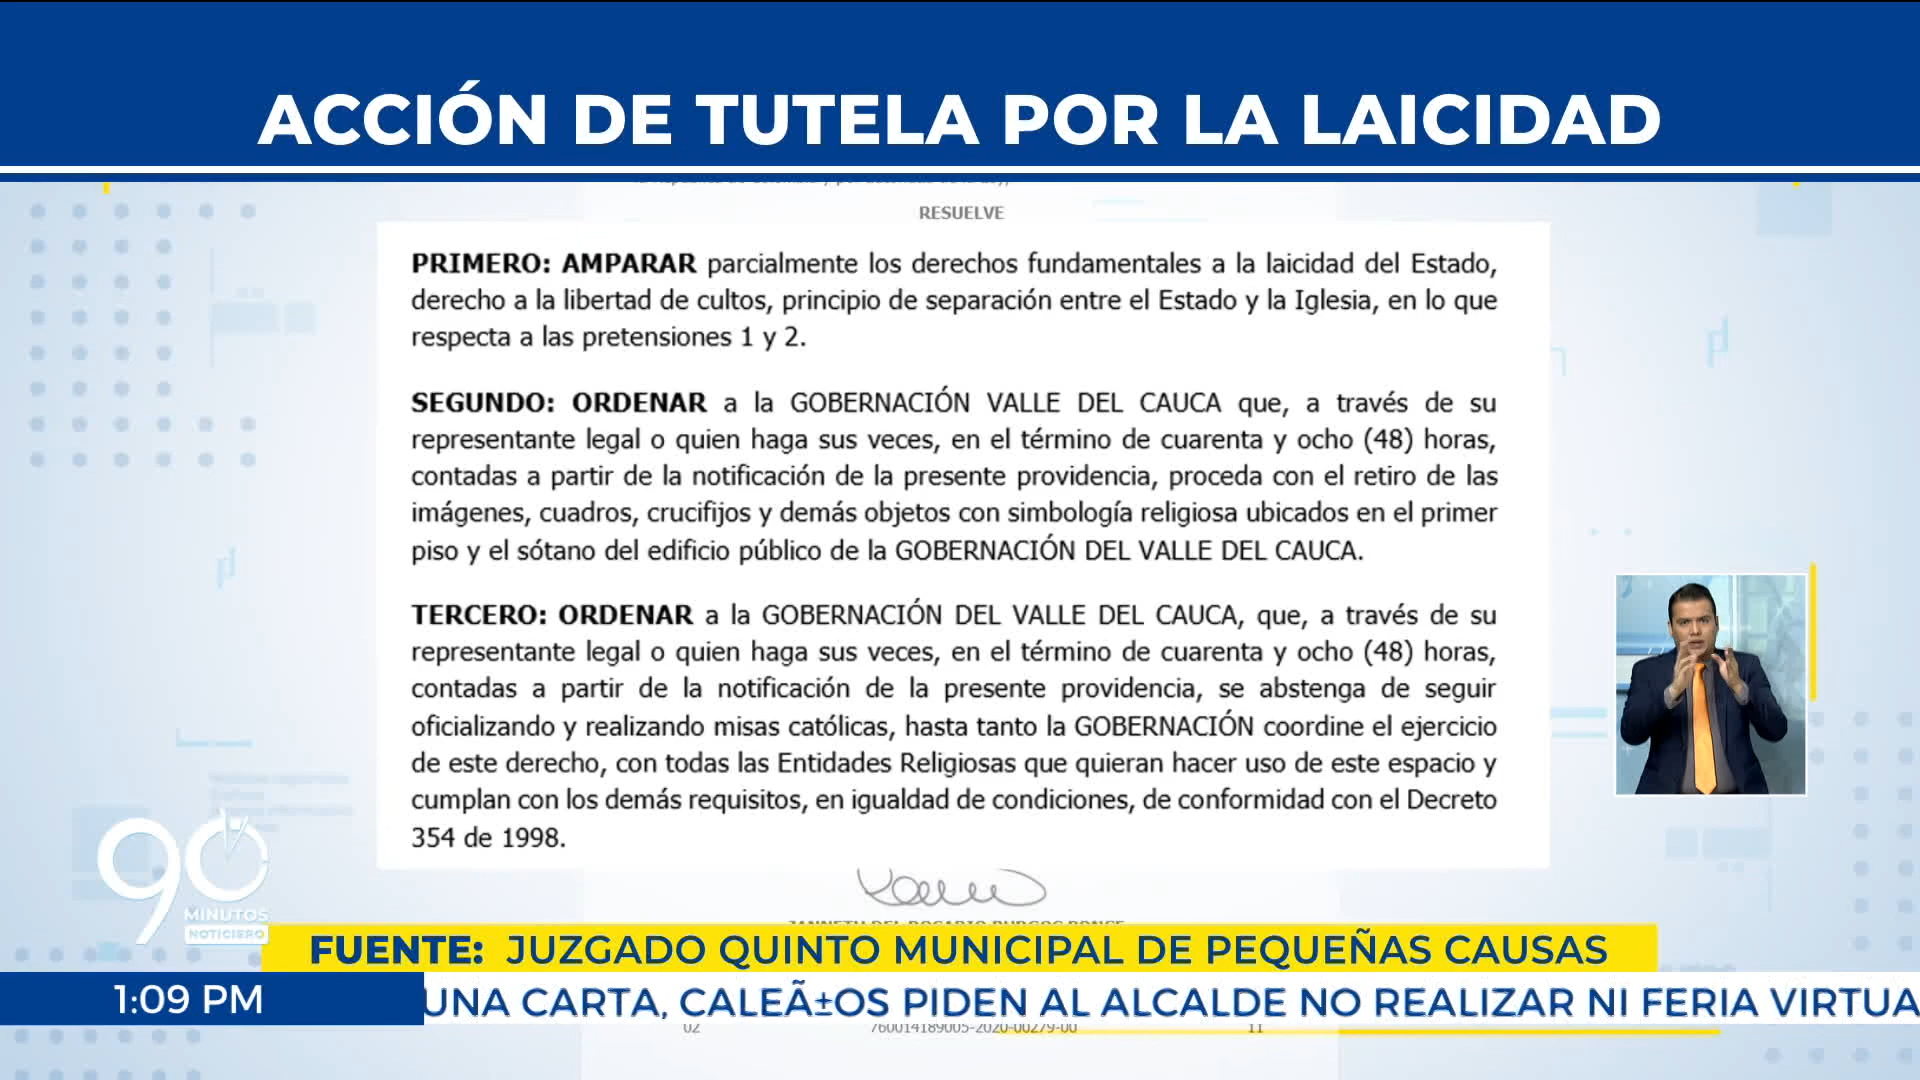 ACCIÓN DE TUTELA POR LA LAICIDAD
RESUELVE
PRIMERO: AMPARAR parcialmente los derechos fundamentales a la laicidad del Estado,
derecho a la libertad de cultos, principio de separación entre el Estado y la Iglesia, en lo que
respecta a las pretensiones 1 y 2.
SEGUNDO: ORDENAR a la GOBERNACIÓN VALLE DEL CAUCA que, a través de su
representante legal o quien haga sus veces, en el término de cuarenta y ocho (48) horas,
contadas a partir de la notificación de la presente providencia, proceda con el retiro de las
imágenes, cuadros, crucifijos y demás objetos con simbología religiosa ubicados en el primer
piso y el sótano del edificio público de la GOBERNACIÓN DEL VALLE DEL CAUCA.
TERCERO: ORDENAR a la GOBERNACIÓN DEL VALLE DEL CAUCA, que, a través de su
representante legal o quien haga sus veces, en el término de cuarenta y ocho (48) horas,
contadas a partir de la notificación de la presente providencia, se abstenga de seguir
oficializando y realizando misas católicas, hasta tanto la GOBERNACIÓN coordine el ejercicio
de este derecho, con todas las Entidades Religiosas que quieran hacer uso de este espacio y
cumplan con los demás requisitos, en igualdad de condiciones, de conformidad con el Decreto
354 de 1998.
90
MINUTOS
NOTICIERO
FUENTE: JUZGADO QUINTO MUNICIPAL DE PEQUEÑAS CAUSAS
1:09 PM
UNA CARTA, CALEÃ±OS PIDEN AL ALCALDE NO REALIZAR NI FERIA VIRTUA
02 760014189005-2020-00279-00 11